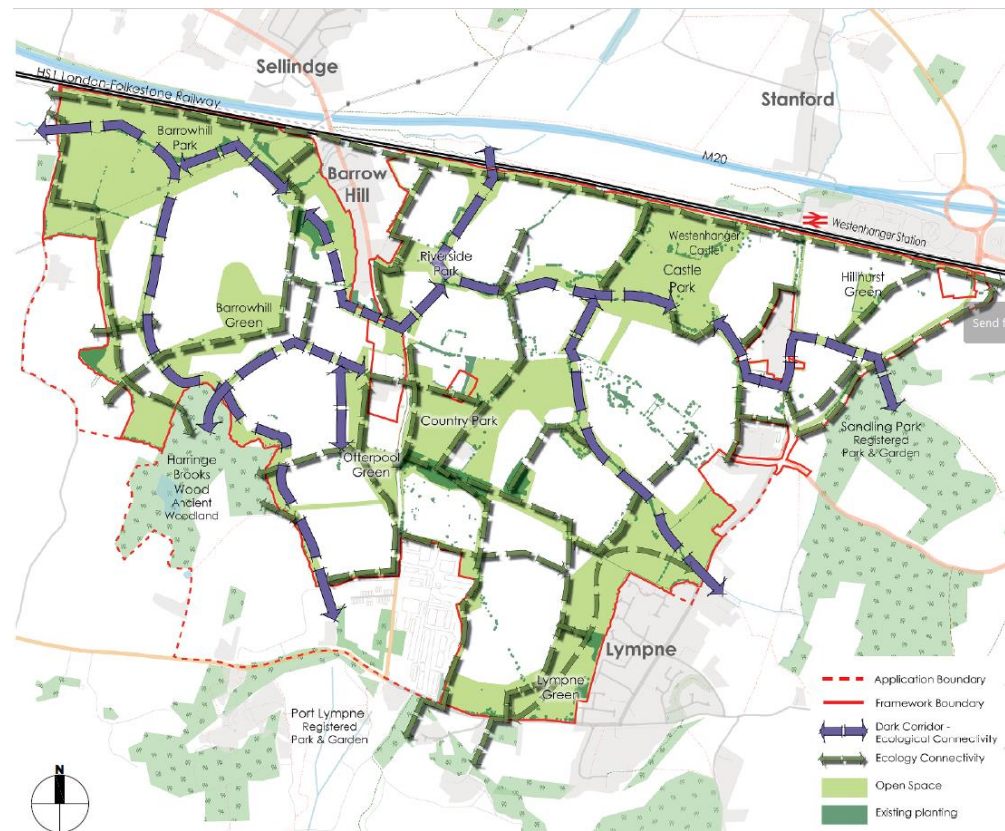 Sellindge
HS1 London-Folkestone Railway
Stanford
M20
Barrowhill
Park
Barrow
Hill
Westenhanger Station
Westenhanger
Castle
Castle
Park
Riverside
Park
Hillhurst
Green
Send
Barrowhill
Green
Country Park
Sandling Park
Registered
Park & Garden
Otterpool
Green
Harringe
Brooks
Wood
Ancient
Woodland
Lympne
Lympne
Green
Port Lympne
Registered
Park & Garden
N
Application Boundary
Framework Boundary
Dark Corridor -
Ecological Connectivity
Ecology Connectivity
Open Space
Existing planting